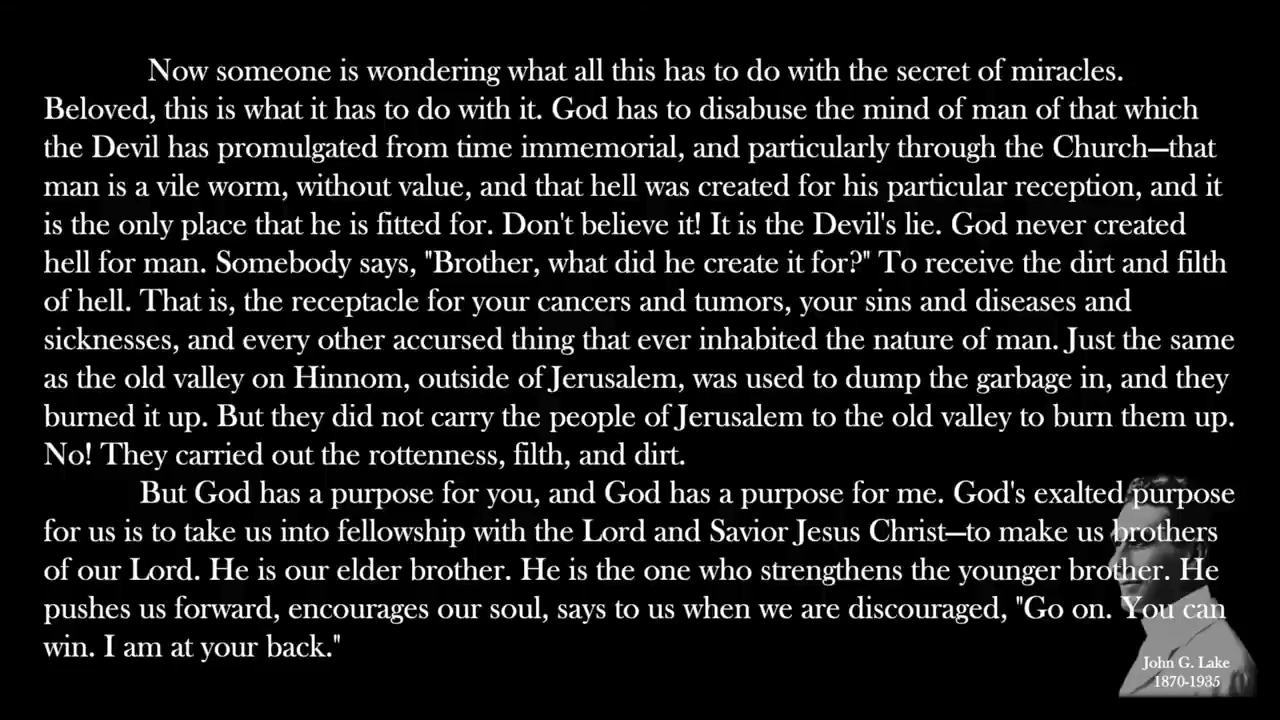 Now someone is wondering what all this has to do with the secret of miracles.
Beloved, this is what it has to do with it. God has to disabuse the mind of man of that which
the Devil has promulgated from time immemorial, and particularly through the Church—that
man is a vile worm, without value, and that hell was created for his particular reception, and it
is the only place that he is fitted for. Don't believe it! It is the Devil's lie. God never created
hell for man. Somebody says, "Brother, what did he create it for?" To receive the dirt and filth
of hell. That is, the receptacle for your cancers and tumors, your sins and diseases and
sicknesses, and every other accursed thing that ever inhabited the nature of man. Just the same
as the old valley on Hinnom, outside of Jerusalem, was used to dump the garbage in, and they
burned it up. But they did not carry the people of Jerusalem to the old valley to burn them up.
No! They carried out the rottenness, filth, and dirt.
But God has a purpose for you, and God has a purpose for me. God's exalted purpose
for us is to take us into fellowship with the Lord and Savior Jesus Christ—to make us brothers
of our Lord. He is our elder brother. He is the one who strengthens the younger brother. He
pushes us forward, encourages our soul, says to us when we are discouraged, "Go on. You can
win. I am at your back."
John G. Lake
1870-1935